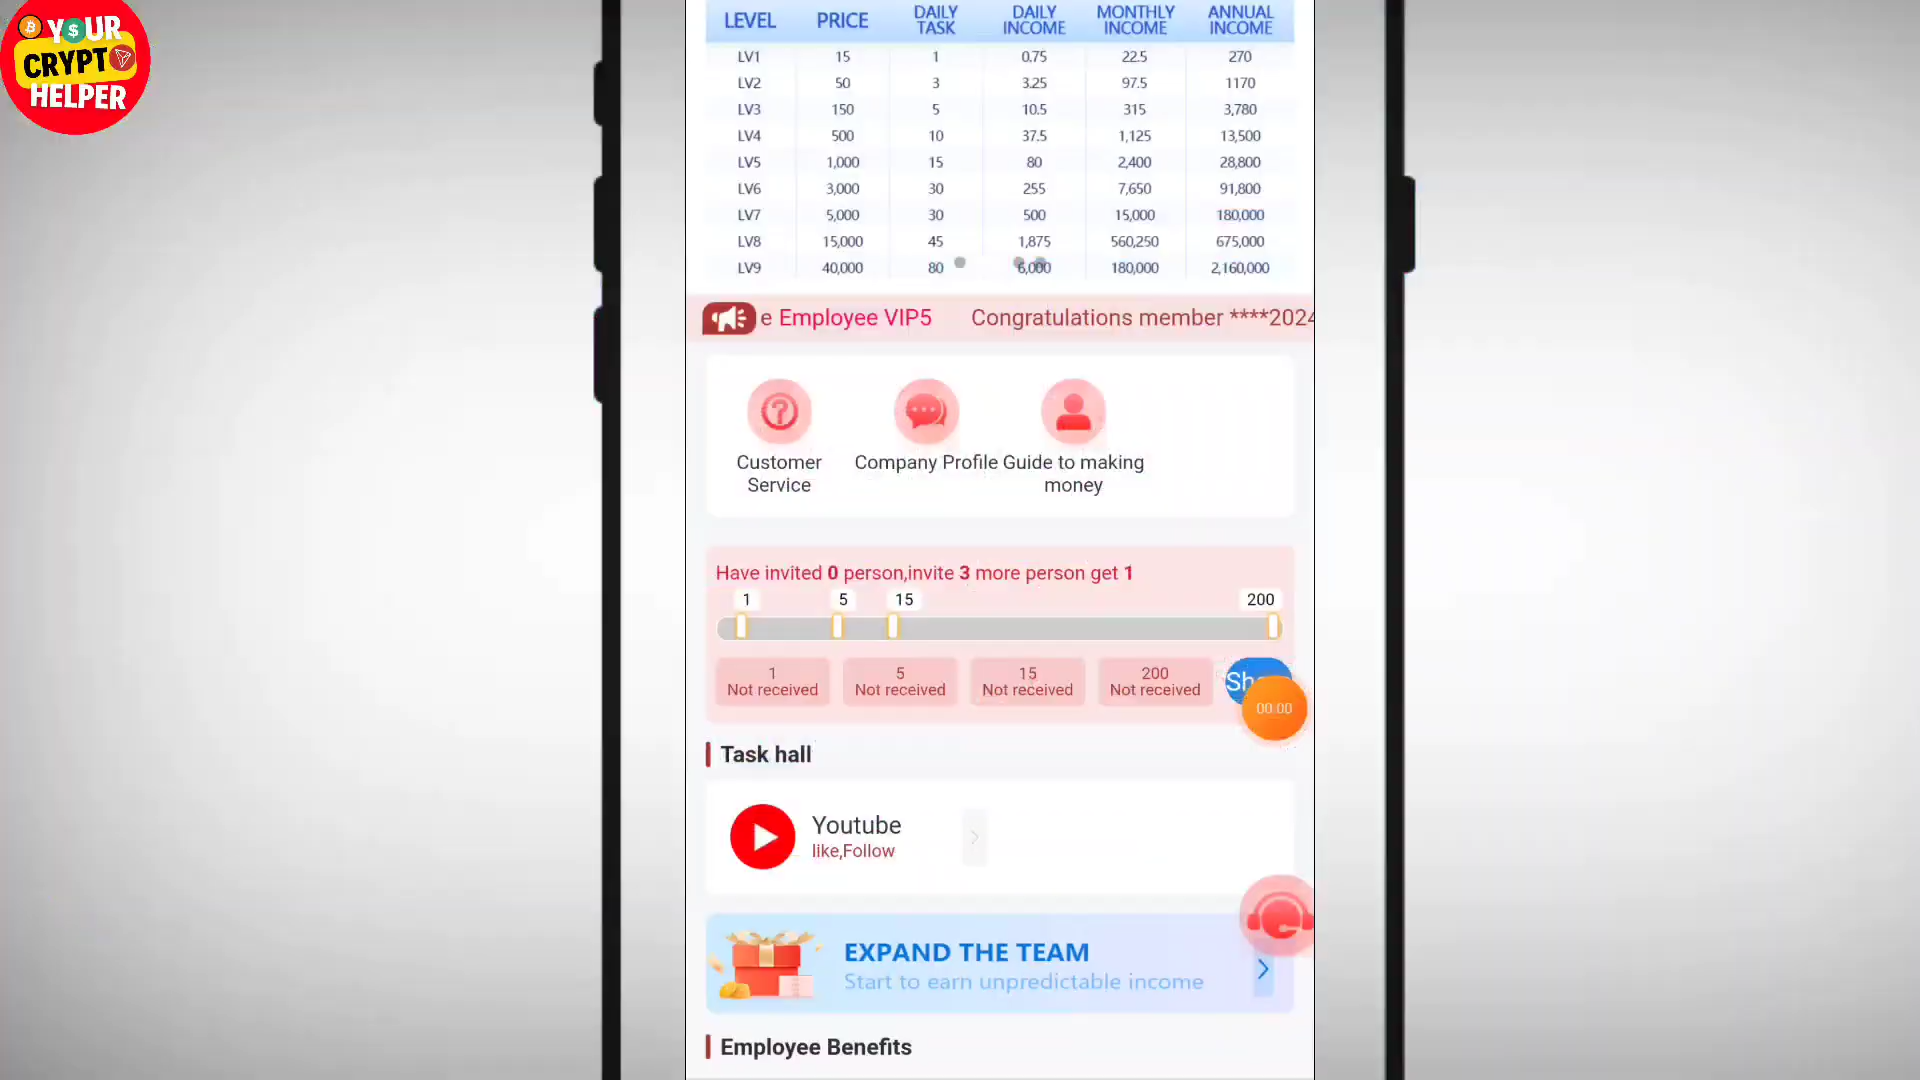 Y$UR
CRYPT
HELPER
LEVEL PRICE DAILY TASK DAILY INCOME MONTHLY INCOME ANNUAL INCOME
LV1 15 1 0.75 22.5 270
LV2 50 3 3.25 97.5 1170
LV3 150 5 10.5 315 3,780
LV4 500 10 37.5 1,125 13,500
LV5 1,000 15 80 2,400 28,800
LV6 3,000 30 255 7,650 91,800
LV7 5,000 30 500 15,000 180,000
LV8 15,000 45 1,875 560,250 675,000
LV9 40,000 80 6,000 180,000 2,160,000
e Employee VIP5 Congratulations member ****2024
Customer Service
Company Profile
Guide to making money
Have invited 0 person,invite 3 more person get 1
1 5 15 200
1 5 15 200
Not received Not received Not received Not received
Sh
00:00
Task hall
Youtube
like,Follow
EXPAND THE TEAM
Start to earn unpredictable income
Employee Benefits